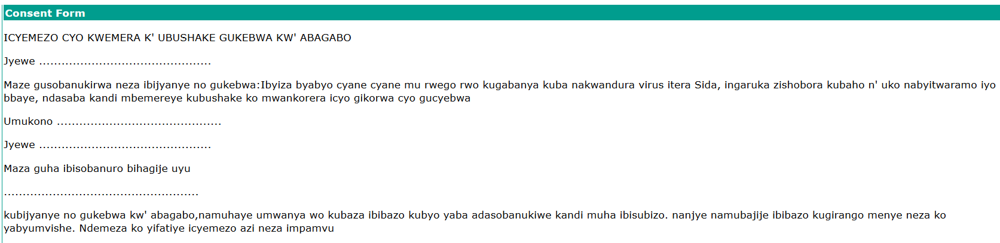 Consent Form
ICYEMEZO CYO KWEMERA K' UBUSHAKE GUKEBWA KW' ABAGABO
Jyewe ..............................................
Maze gusobanukirwa neza ibijyanye no gukebwa:Ibyiza byabyo cyane cyane mu rwego rwo kugabanya kuba nakwandura virus itera Sida, ingaruka zishobora kubaho n' uko nabyitwaramo iyo
bbaye, ndasaba kandi mbemereye kubushake ko mwankorera icyo gikorwa cyo gucyebwa
Umukono ............................................
Jyewe ..............................................
Maza guha ibisobanuro bihagije uyu
....................................................
kubijyanye no gukebwa kw' abagabo,namuhaye umwanya wo kubaza ibibazo kubyo yaba adasobanukiwe kandi muha ibisubizo. nanjye namubajije ibibazo kugirango menye neza ko
yabyumvishe. Ndemeza ko yifatiye icyemezo azi neza impamvu